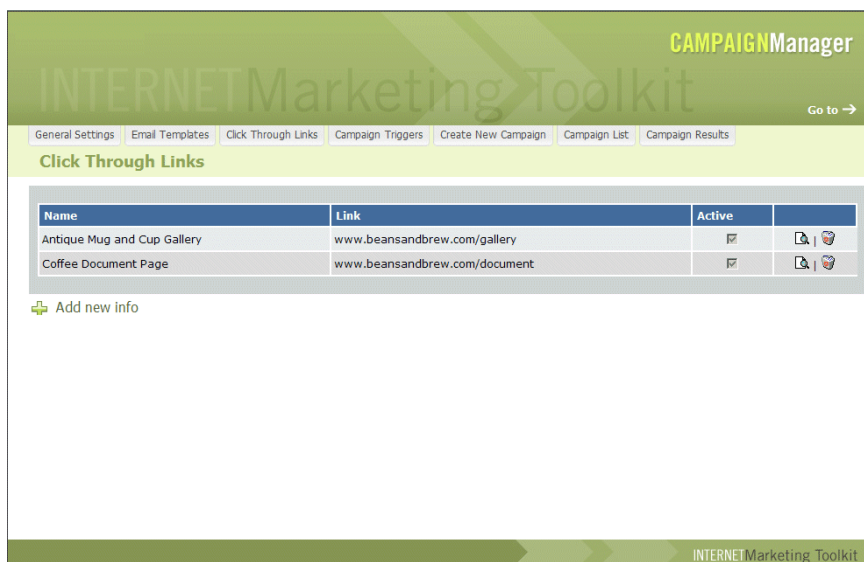 CAMPAIGNManager
INTERNETMarketing Toolkit
Go to →
General Settings Email Templates Click Through Links Campaign Triggers Create New Campaign Campaign List Campaign Results
Click Through Links
Name Link Active
Antique Mug and Cup Gallery www.beansandbrew.com/gallery |
Coffee Document Page www.beansandbrew.com/document |
Add new info
INTERNETMarketing Toolkit